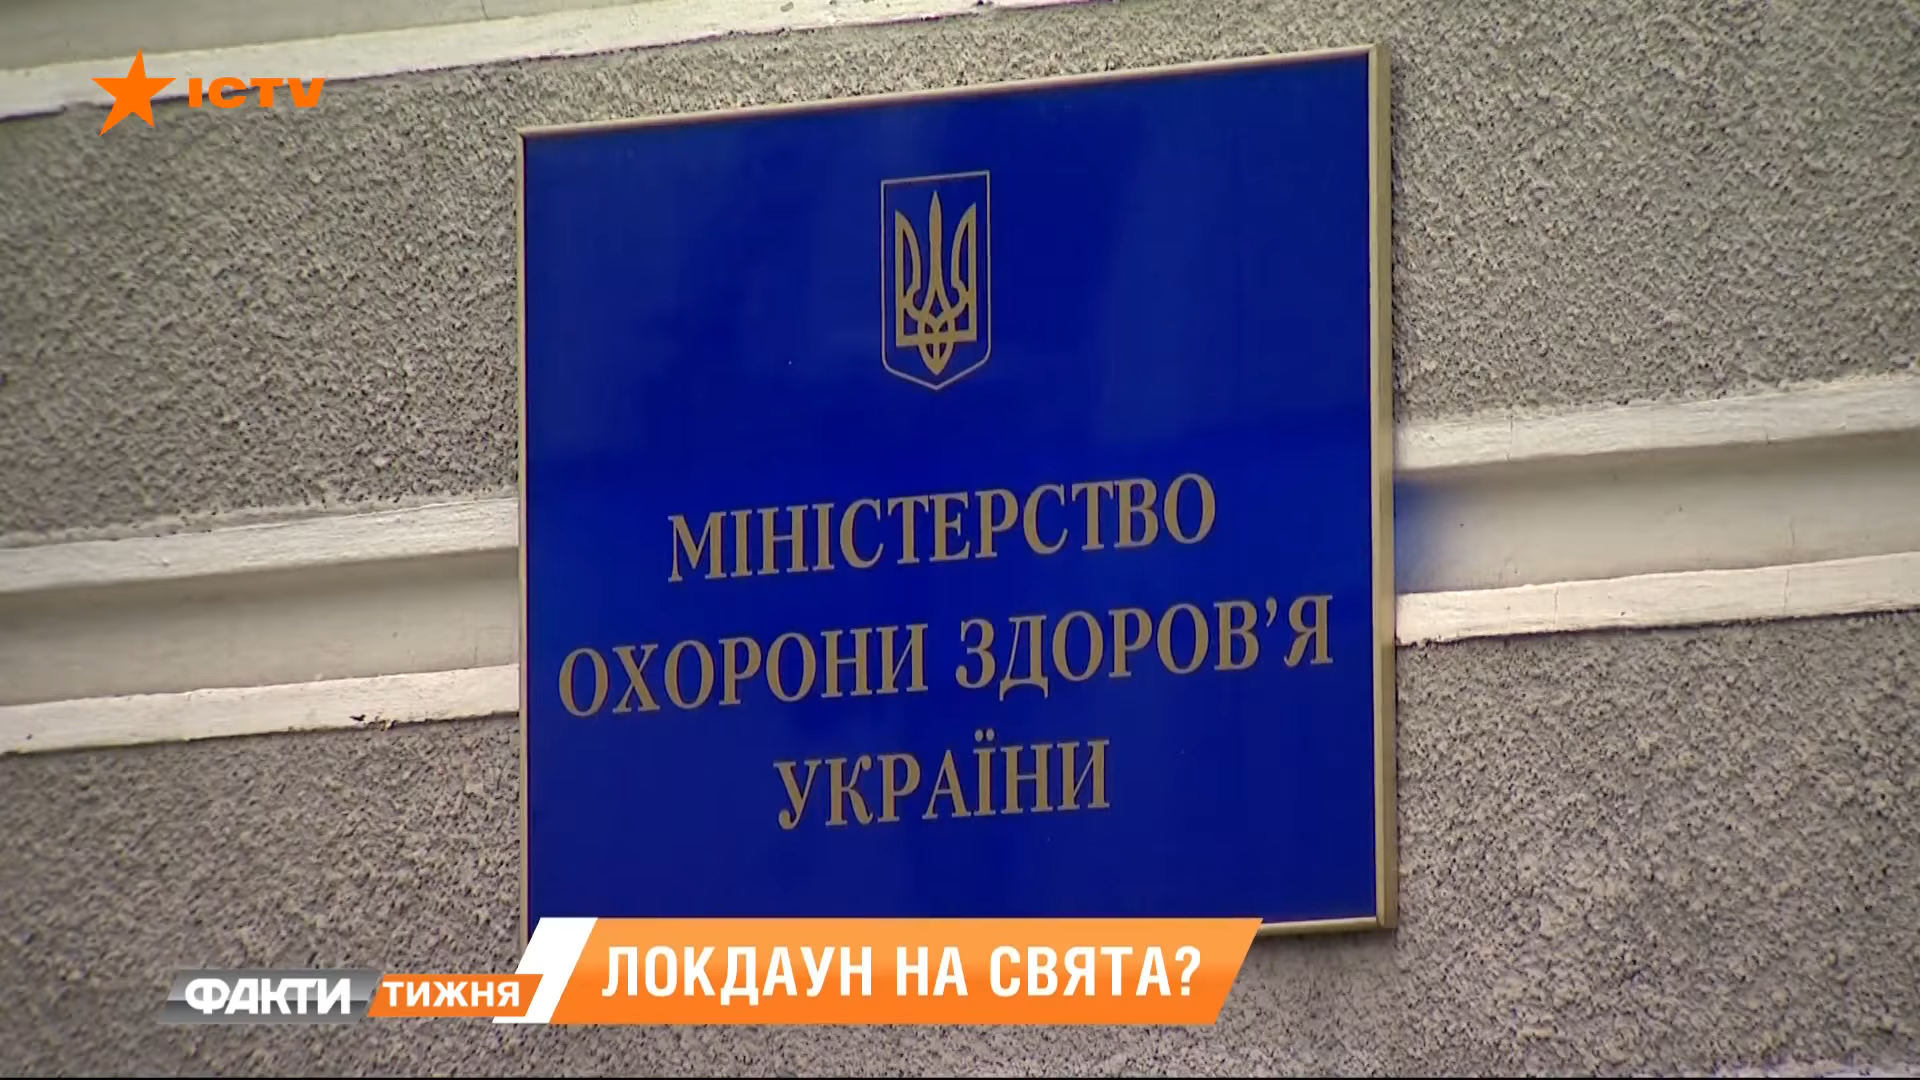 ICTV
МІНІСТЕРСТВО
ОХОРОНИ ЗДОРОВ’Я
УКРАЇНИ
ЛОКДАУН НА СВЯТА?
ФАКТИ ТИЖНЯ